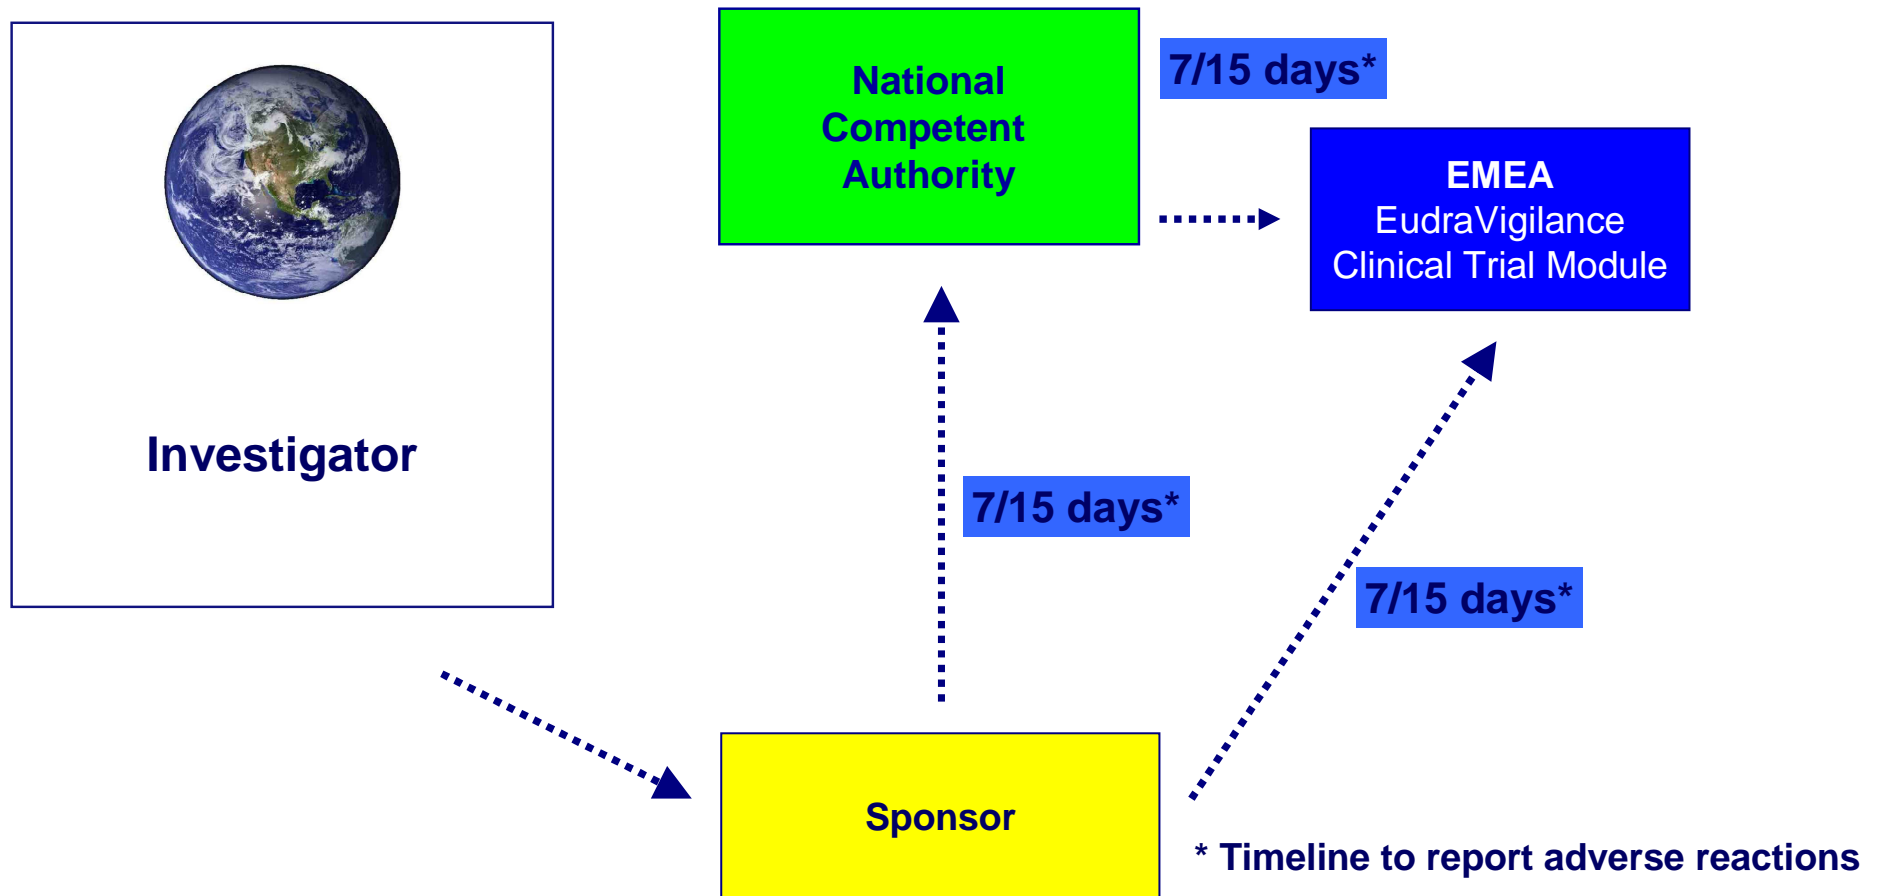 National
Competent
Authority
7/15 days*
EMEA
EudraVigilance
Clinical Trial Module
Investigator
7/15 days*
7/15 days*
Sponsor
* Timeline to report adverse reactions